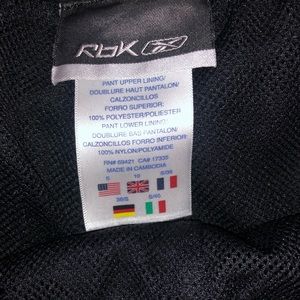 Rbk
PANT UPPER LINING/
DOUBLURE HAUT PANTALON/
CALZONCILLOS
FORRO SUPERIOR:
100% POLYESTER/POLIESTER
PANT LOWER LINING/
DOUBLURE BAS PANTALON/
CALZONCILLOS FORRO INFERIOR:
100% NYLON/POLYAMIDE
RN# 69421 CA# 17335
MADE IN CAMBODIA
S